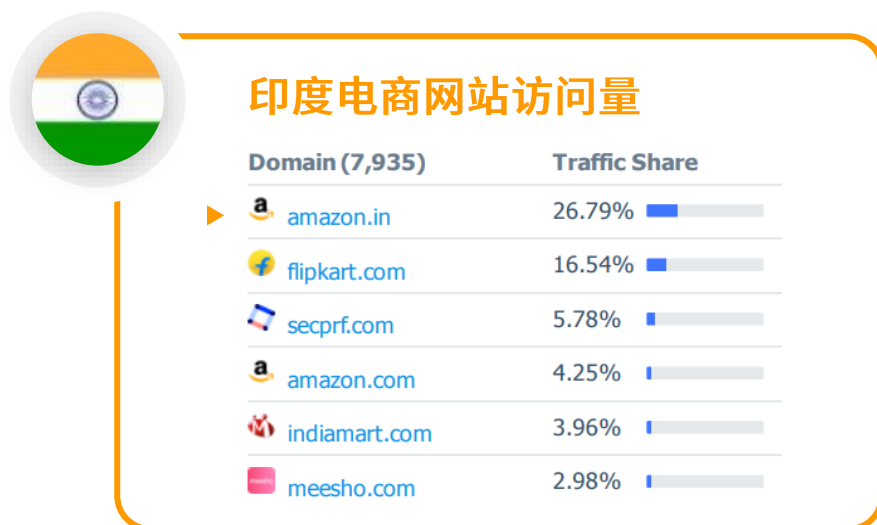 印度电商网站访问量
Domain (7,935) Traffic Share
amazon.in 26.79%
flipkart.com 16.54%
secprf.com 5.78%
amazon.com 4.25%
indiamart.com 3.96%
meesho.com 2.98%